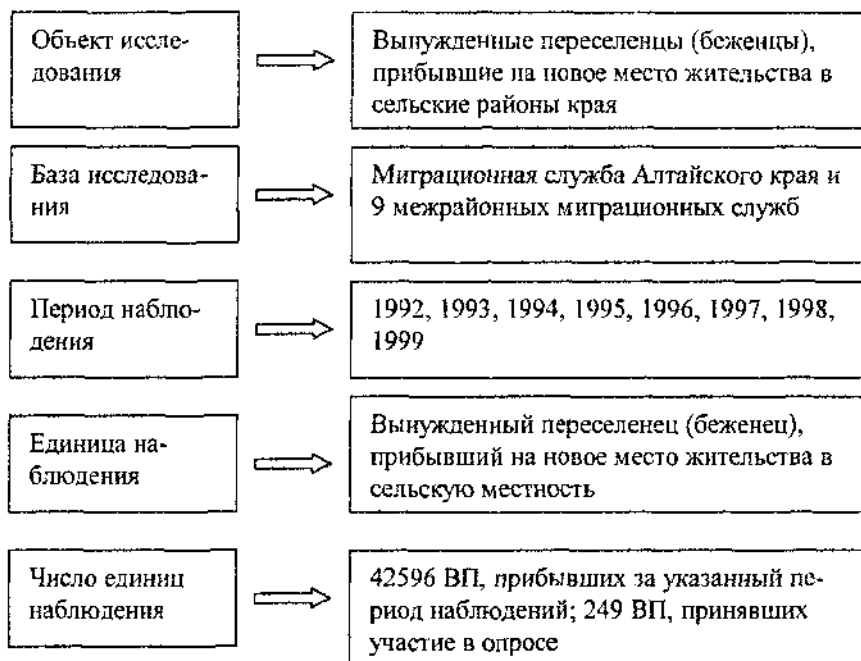 Объект иссле-
дования
Вынужденные переселенцы (беженцы),
прибывшие на новое место жительства в
сельские районы края
База исследова-
ния
Миграционная служба Алтайского края и
9 межрайонных миграционных служб
Период наблю-
дения
1992, 1993, 1994, 1995, 1996, 1997, 1998,
1999
Единица на-
блюдения
Вынужденный переселенец (беженец),
прибывший на новое место жительства в
сельскую местность
Число единиц
наблюдения
42596 ВП, прибывших за указанный пе-
риод наблюдений; 249 ВП, принявших
участие в опросе